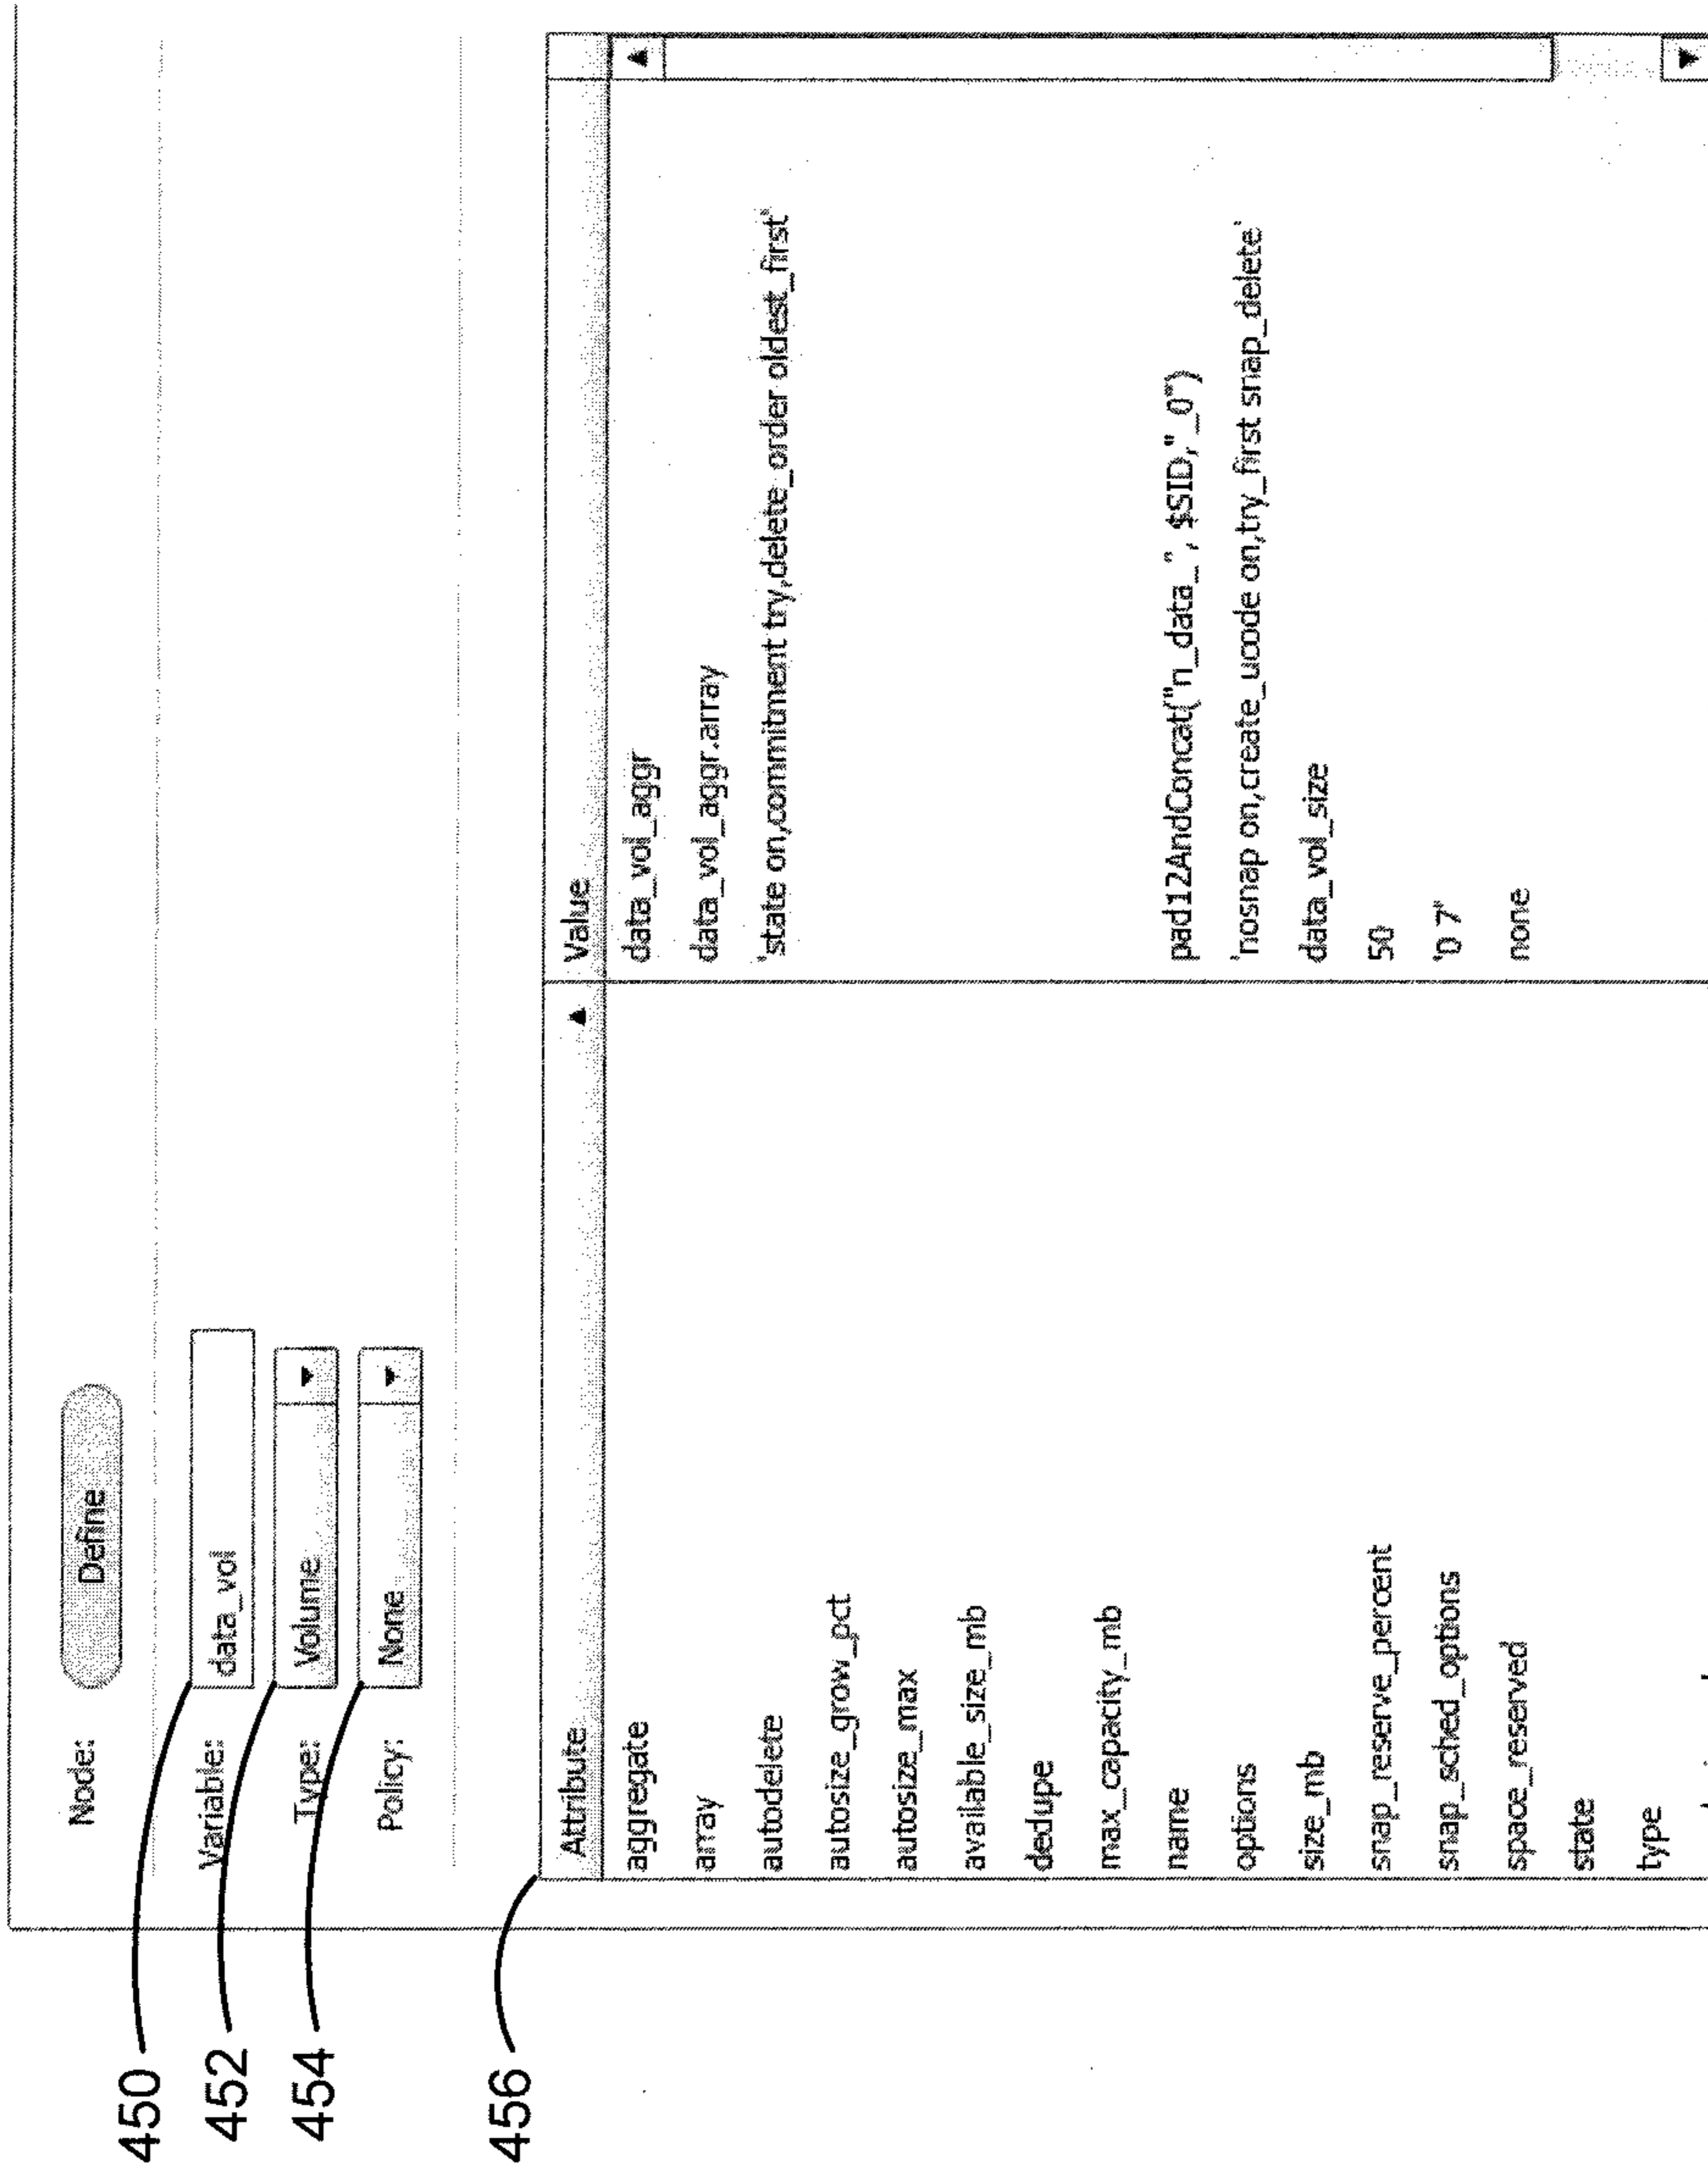 Node: Define
450
Variable: data_vol
452
Type: Volume
454
Policy: None
456
Attribute Value
aggregate data_vol_aggr
array data_vol_aggr.array
autodelete 'state on,commitment try,delete_order oldest_first'
autosize_grow_pct
autosize_max
available_size_mb
dedupe
max_capacity_mb
name pad12AndConcat("n_data_", $SID,"_0")
options 'nosnap on,create_ucode on,try_first snap_delete'
size_mb data_vol_size
snap_reserve_percent 50
snap_sched_options '0 7'
space_reserved none
state
type